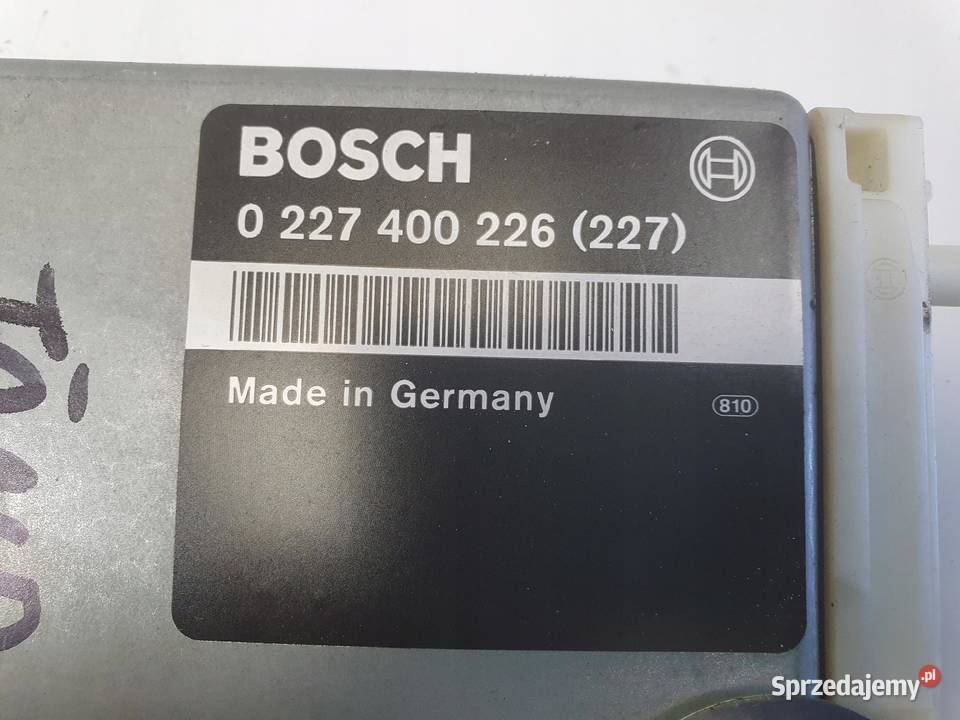 BOSCH
0 227 400 226 (227)
Made in Germany
810
Sprzedajemy.pl